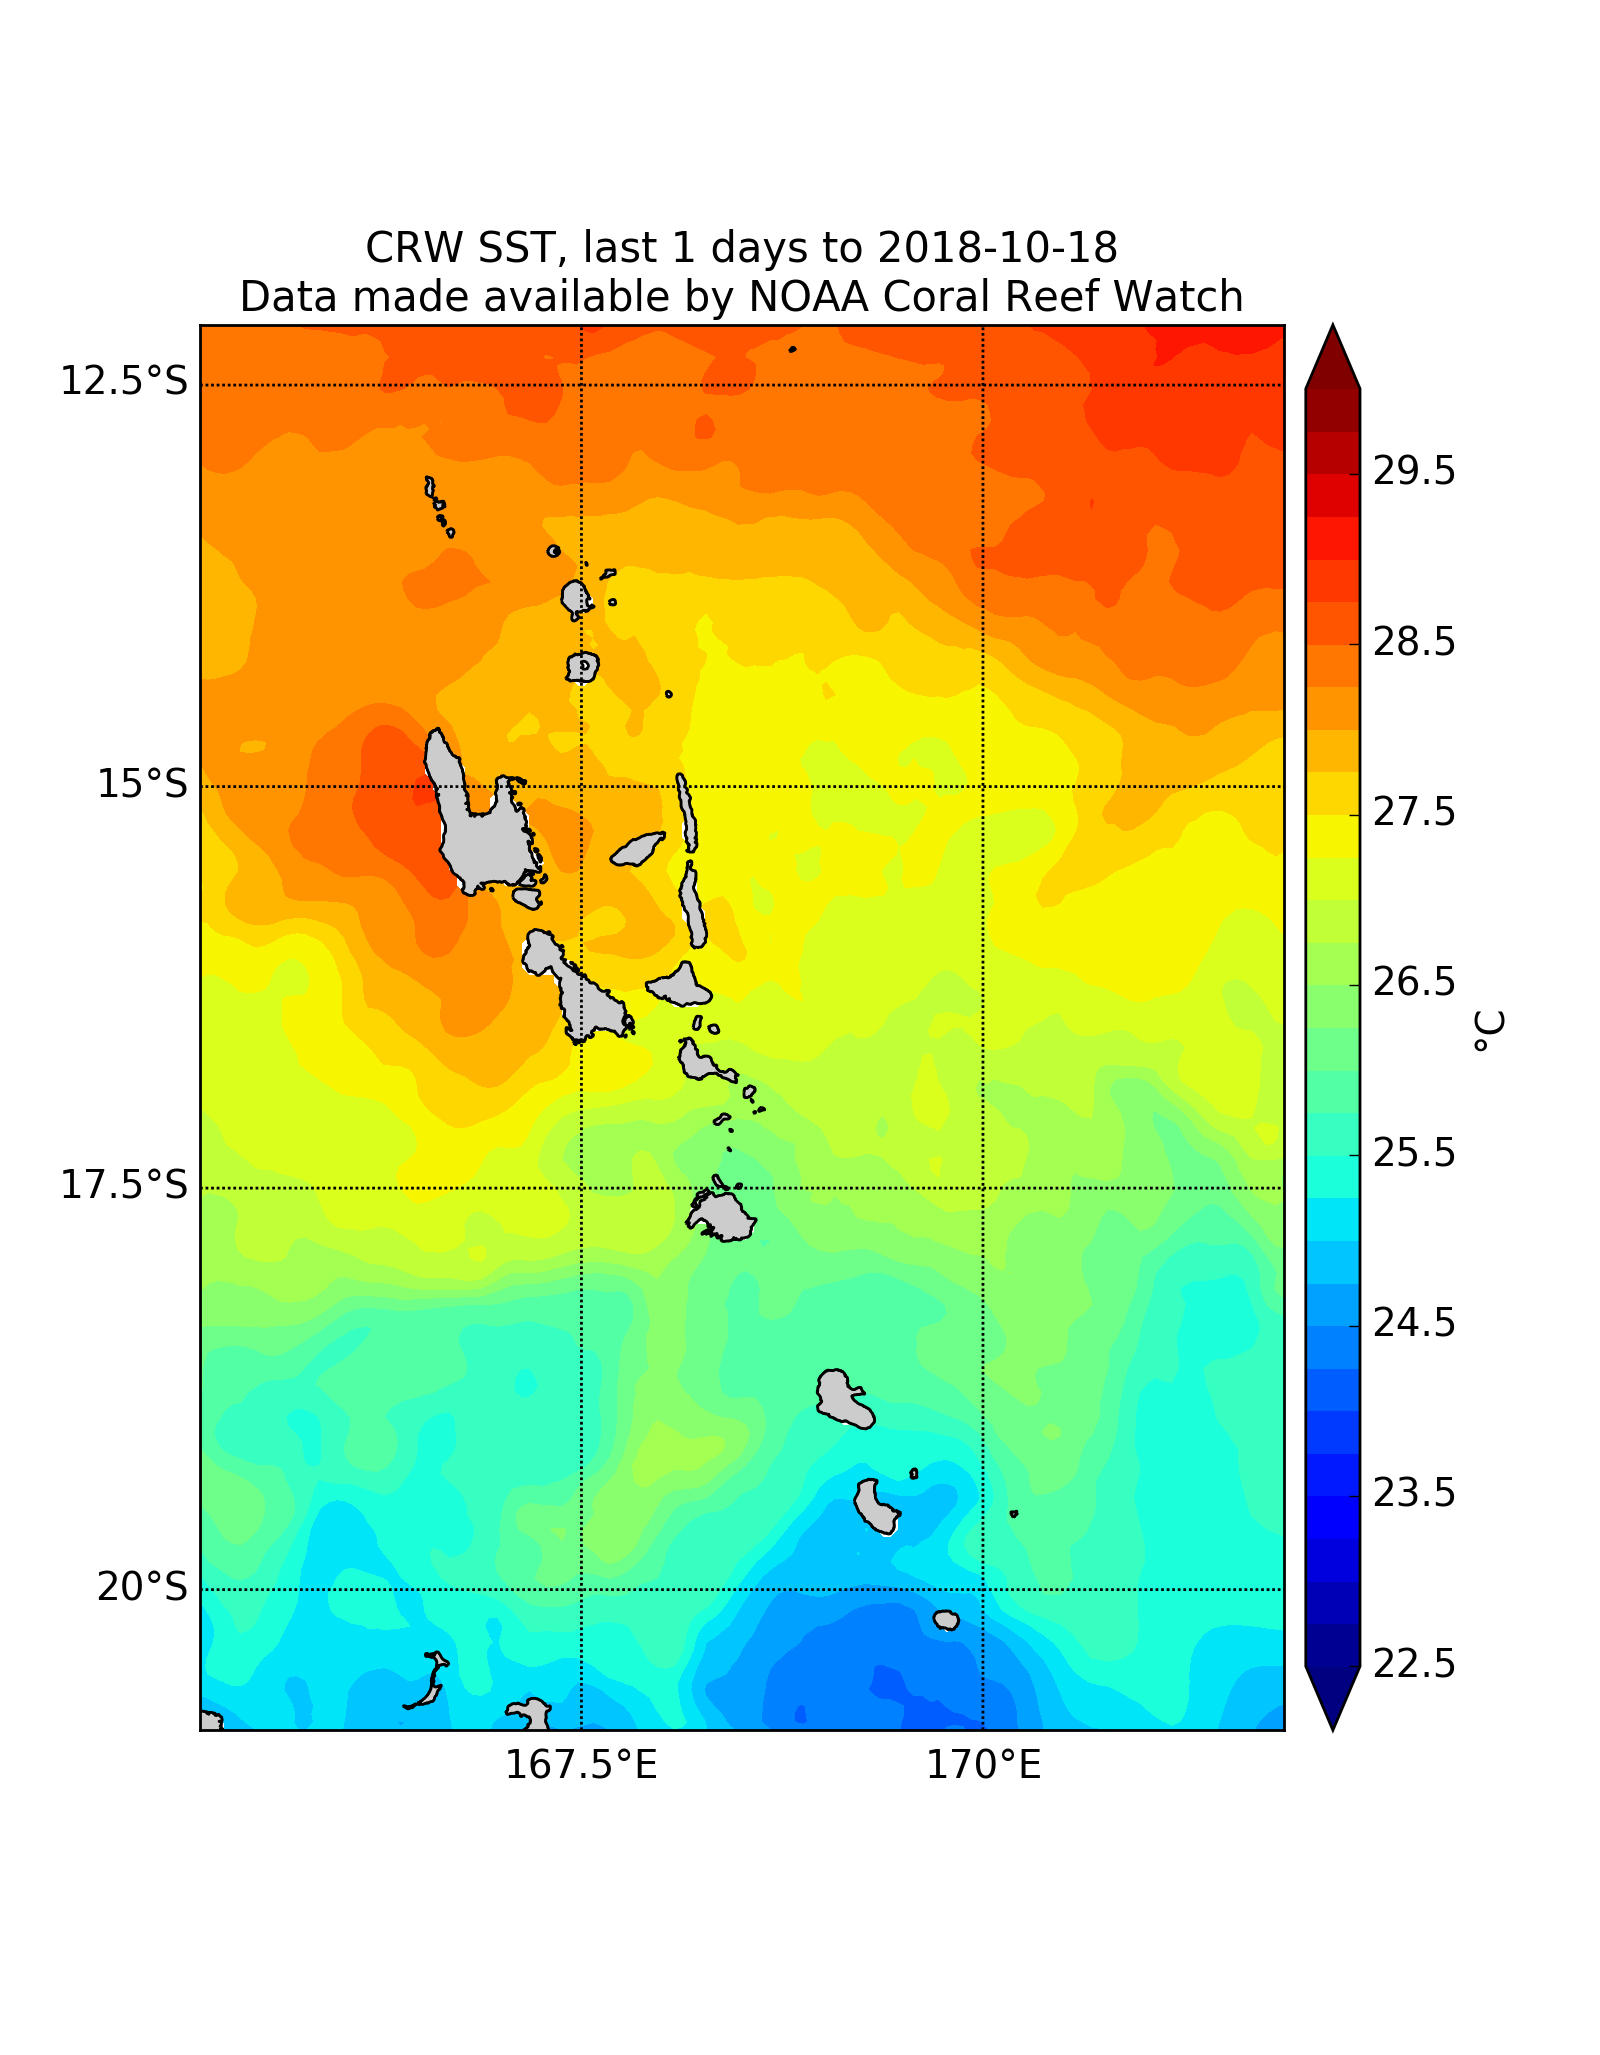 CRW SST, last 1 days to 2018-10-18
Data made available by NOAA Coral Reef Watch
12.5°S
15°S
17.5°S
20°S
167.5°E
170°E
29.5
28.5
27.5
26.5
25.5
24.5
23.5
22.5
°C